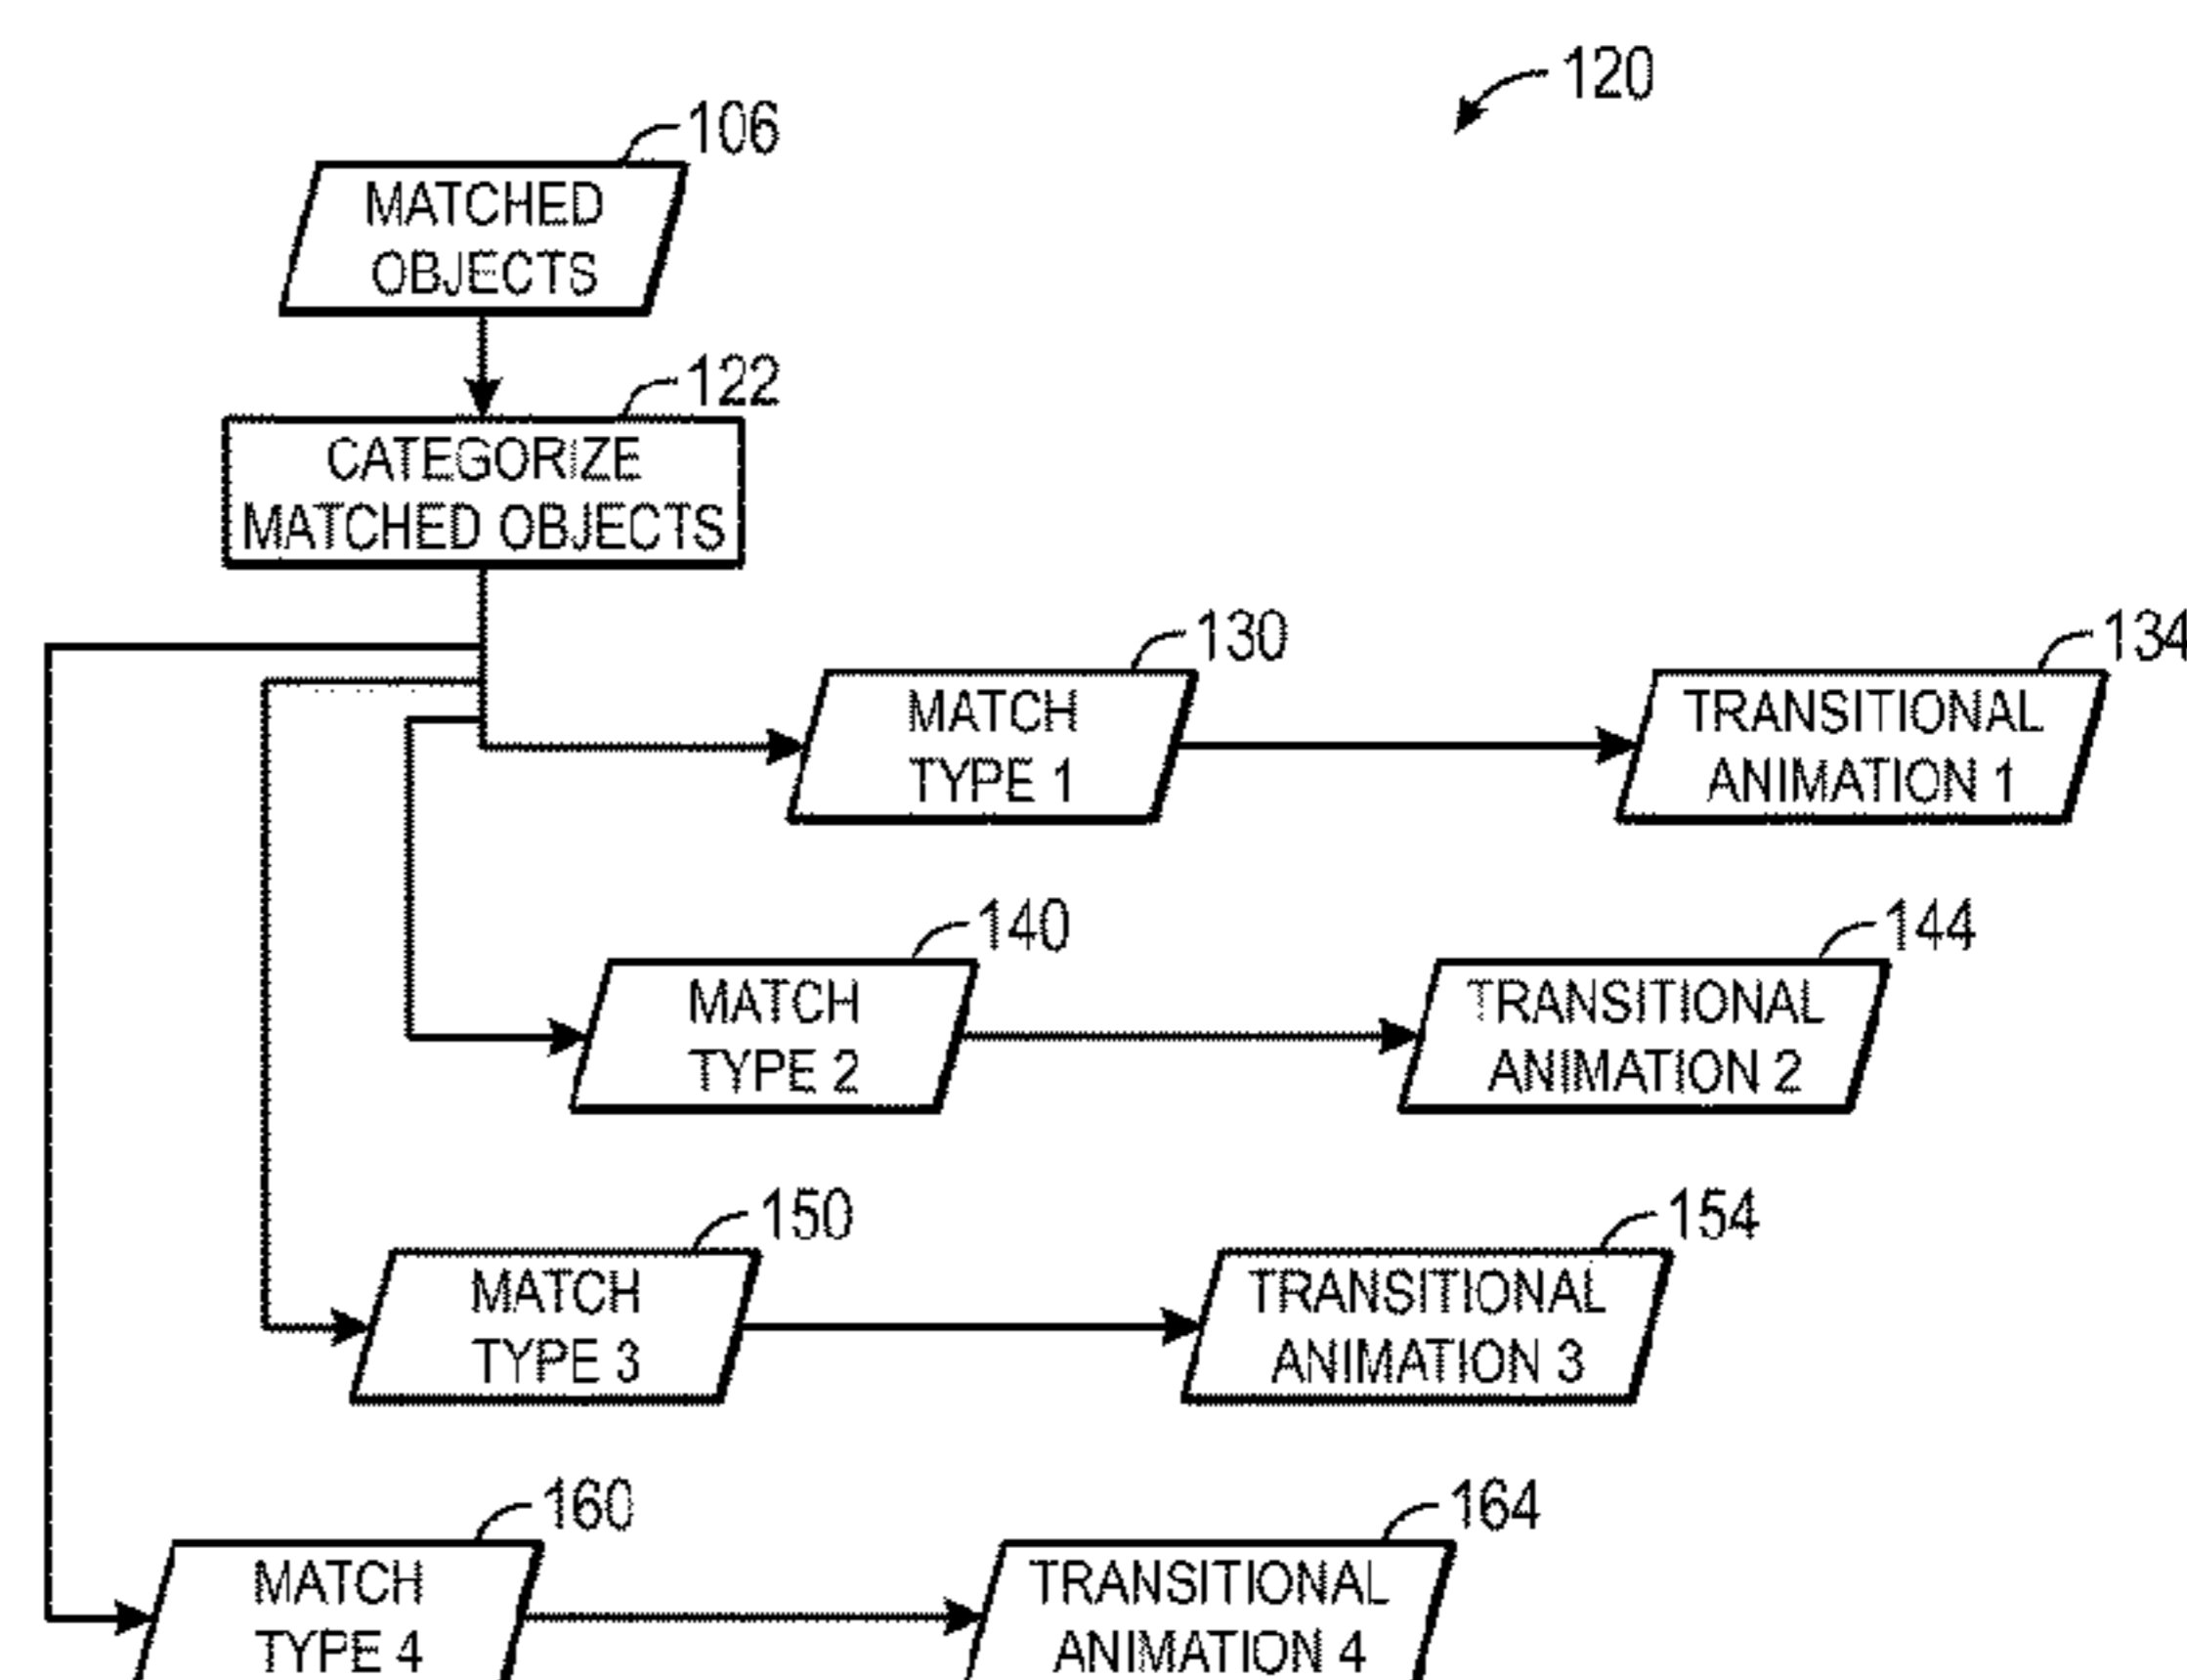 120
106
MATCHED
OBJECTS
122
CATEGORIZE
MATCHED OBJECTS
130
MATCH
TYPE 1
134
TRANSITIONAL
ANIMATION 1
140
MATCH
TYPE 2
144
TRANSITIONAL
ANIMATION 2
150
MATCH
TYPE 3
154
TRANSITIONAL
ANIMATION 3
160
MATCH
TYPE 4
164
TRANSITIONAL
ANIMATION 4